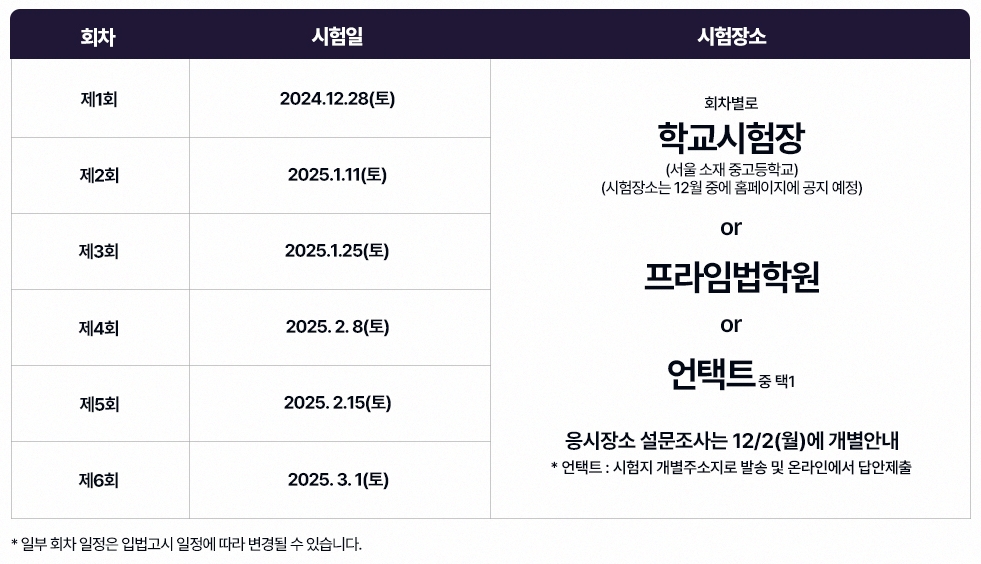 회차 시험일 시험장소
제1회 2024.12.28(토)
제2회 2025.1.11(토)
제3회 2025.1.25(토)
제4회 2025. 2. 8(토)
제5회 2025. 2.15(토)
제6회 2025. 3. 1(토)
회차별로
학교시험장
(서울 소재 중고등학교)
(시험장소는 12월 중에 홈페이지에 공지 예정)
or
프라임법학원
or
언택트 중 택1
응시장소 설문조사는 12/2(월)에 개별안내
* 언택트 : 시험지 개별주소지로 발송 및 온라인에서 답안제출
* 일부 회차 일정은 입법고시 일정에 따라 변경될 수 있습니다.